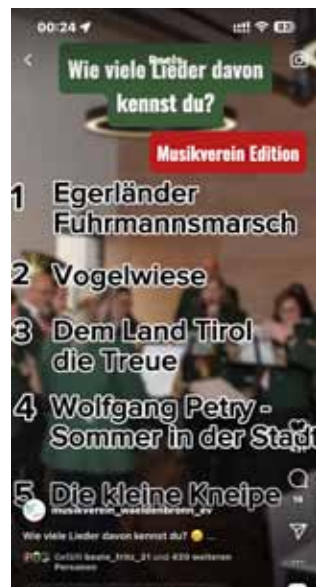 00:24
Reels
Wie viele Lieder davon
kennst du?
Musikverein Edition
1 Egerländer
Fuhrmannsmarsch
2 Vogelwiese
3 Dem Land Tirol
die Treue
4 Wolfgang Petry -
Sommer in der Stadt
5 Die kleine Kneipe
musikverein_waeldenbronn_ev
Wie viele Lieder davon kennst du? ...
Gefällt beate_fritz_21 und 439 weiteren
Personen